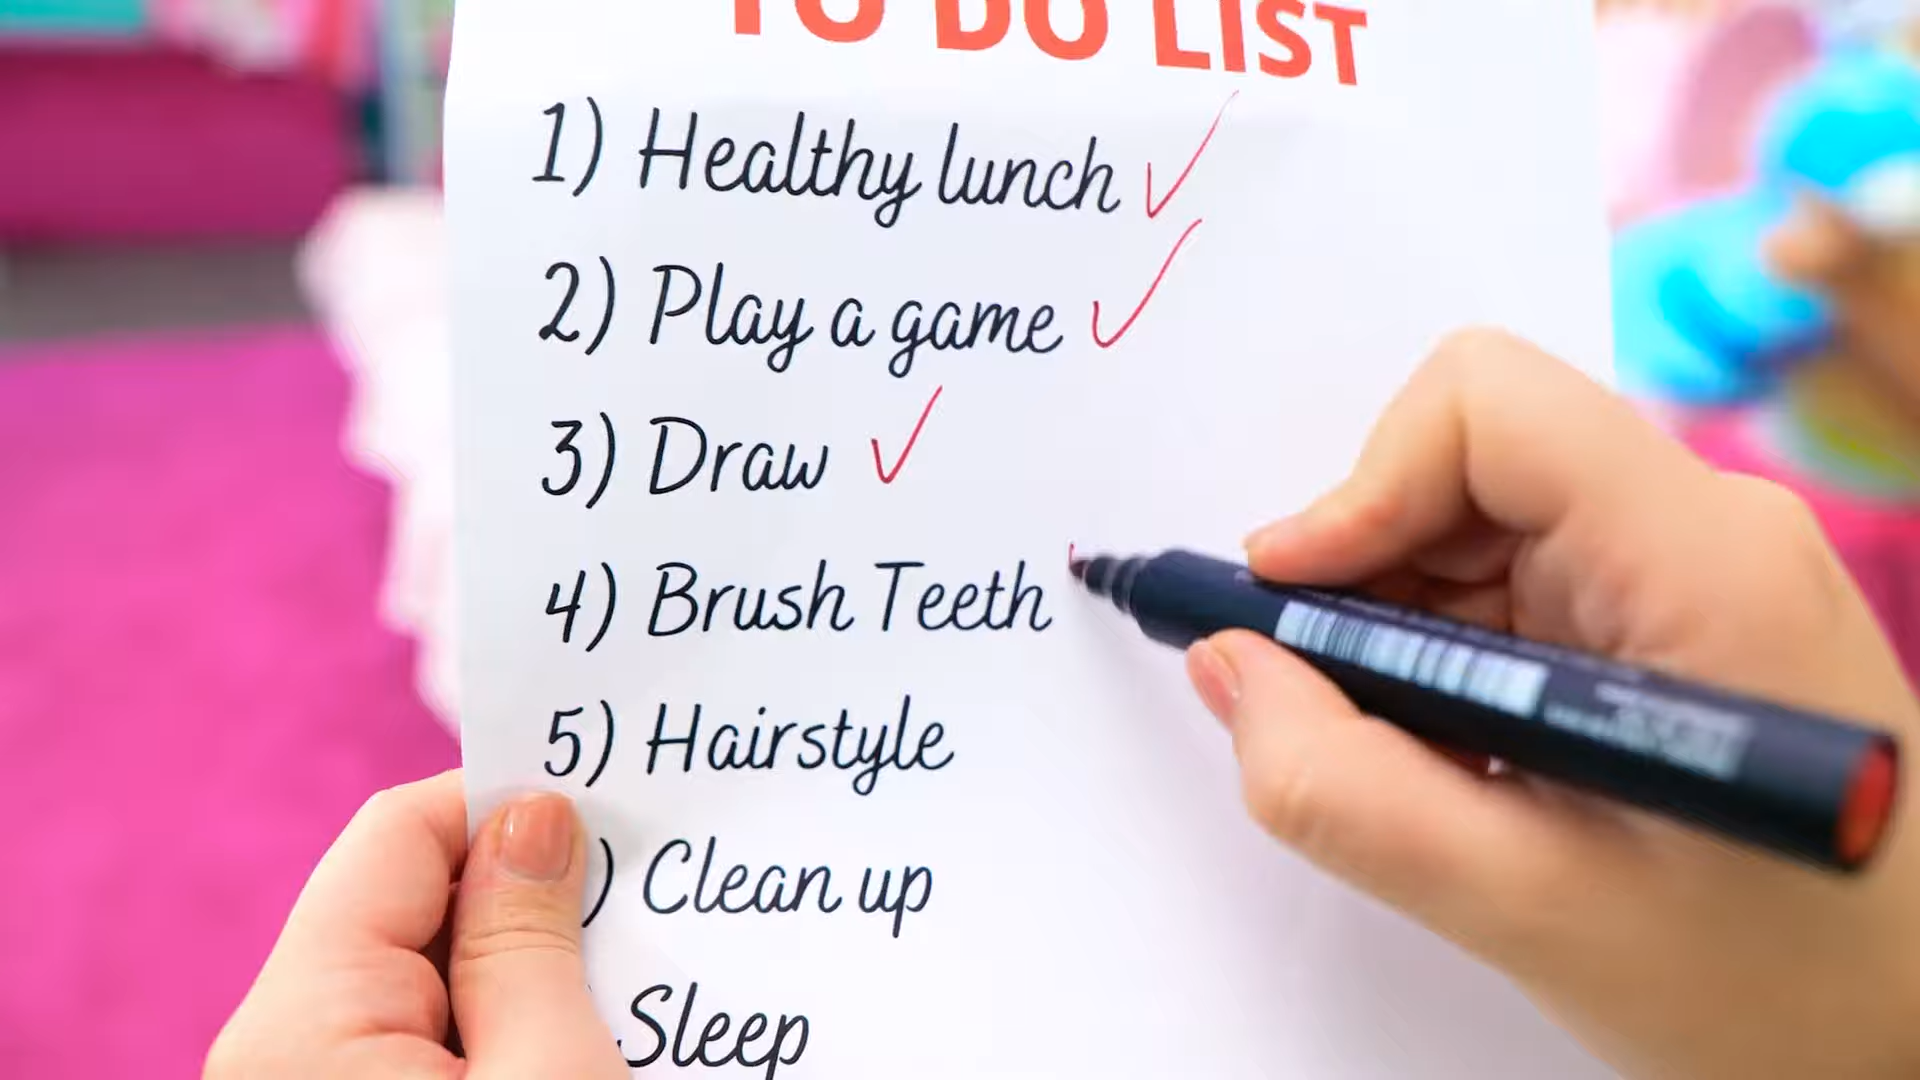 TO DO LIST
1) Healthy lunch
2) Play a game
3) Draw
4) Brush Teeth
5) Hairstyle
) Clean up
Sleep